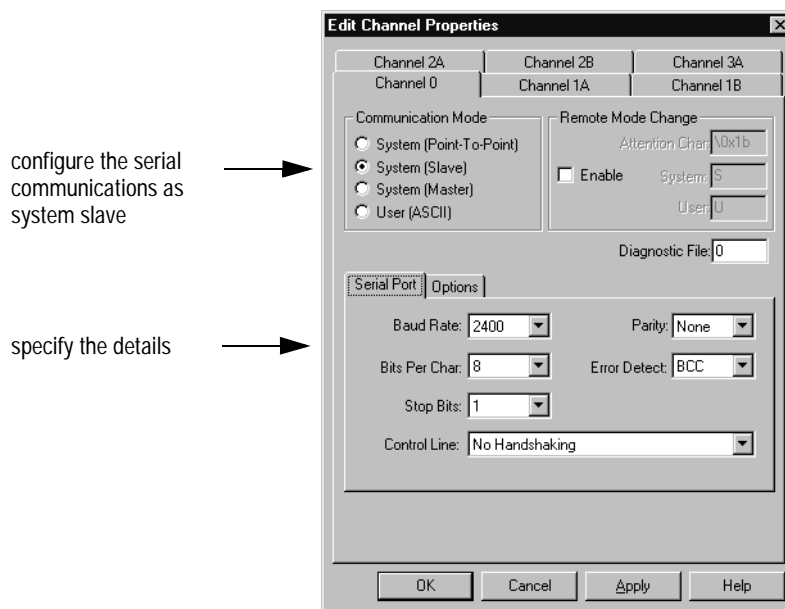 Edit Channel Properties
Channel 2A Channel 2B Channel 3A
Channel 0 Channel 1A Channel 1B
Communication Mode
System (Point-To-Point)
System (Slave)
System (Master)
User (ASCII)
Remote Mode Change
Attention Char: \0x1b
Enable System: S
User: U
configure the serial
communications as
system slave
Diagnostic File: 0
Serial Port Options
Baud Rate: 2400 Parity: None
specify the details
Bits Per Char: 8 Error Detect: BCC
Stop Bits: 1
Control Line: No Handshaking
OK Cancel Apply Help